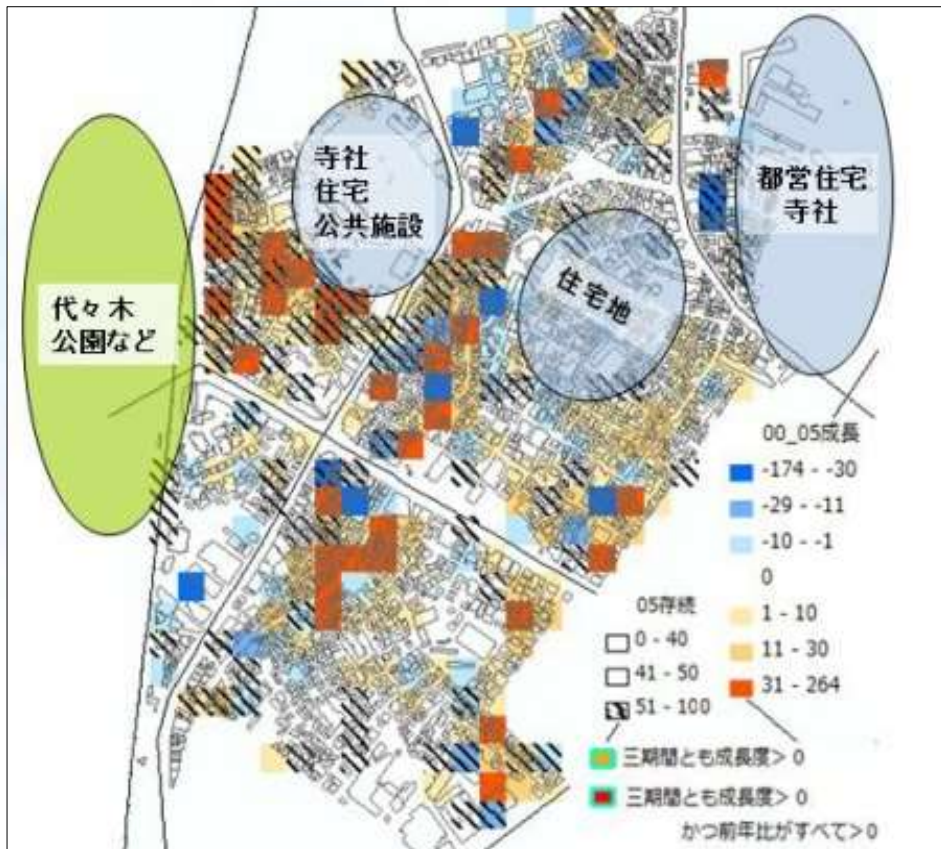 寺社
住宅
公共施設
都営住宅
寺社
住宅地
代々木
公園など
00_05成長
-174 - -30
-29 - -11
-10 - -1
0
1 - 10
11 - 30
31 - 264
05存続
0 - 40
41 - 50
51 - 100
三期間とも成長度> 0
三期間とも成長度> 0
かつ前年比がすべて>0